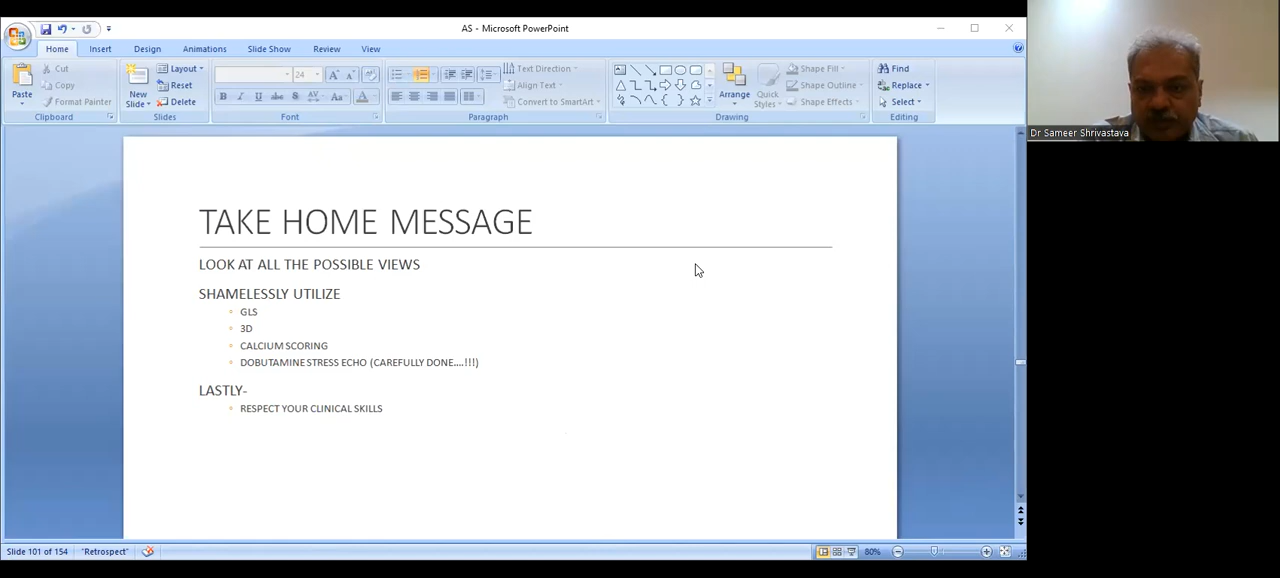 AS - Microsoft PowerPoint
Home Insert Design Animations Slide Show Review View
Paste
Cut
Copy
Format Painter
Clipboard
New Slide
Layout
Reset
Delete
Slides
24
Font
Text Direction
Align Text
Convert to SmartArt
Paragraph
Arrange
Quick Styles
Shape Fill
Shape Outline
Shape Effects
Drawing
Find
Replace
Select
Editing
Dr Sameer Shrivastava
TAKE HOME MESSAGE
LOOK AT ALL THE POSSIBLE VIEWS
SHAMELESSLY UTILIZE
GLS
3D
CALCIUM SCORING
DOBUTAMINE STRESS ECHO (CAREFULLY DONE....!!!)
LASTLY-
RESPECT YOUR CLINICAL SKILLS
Slide 101 of 154 "Retrospect" 80%